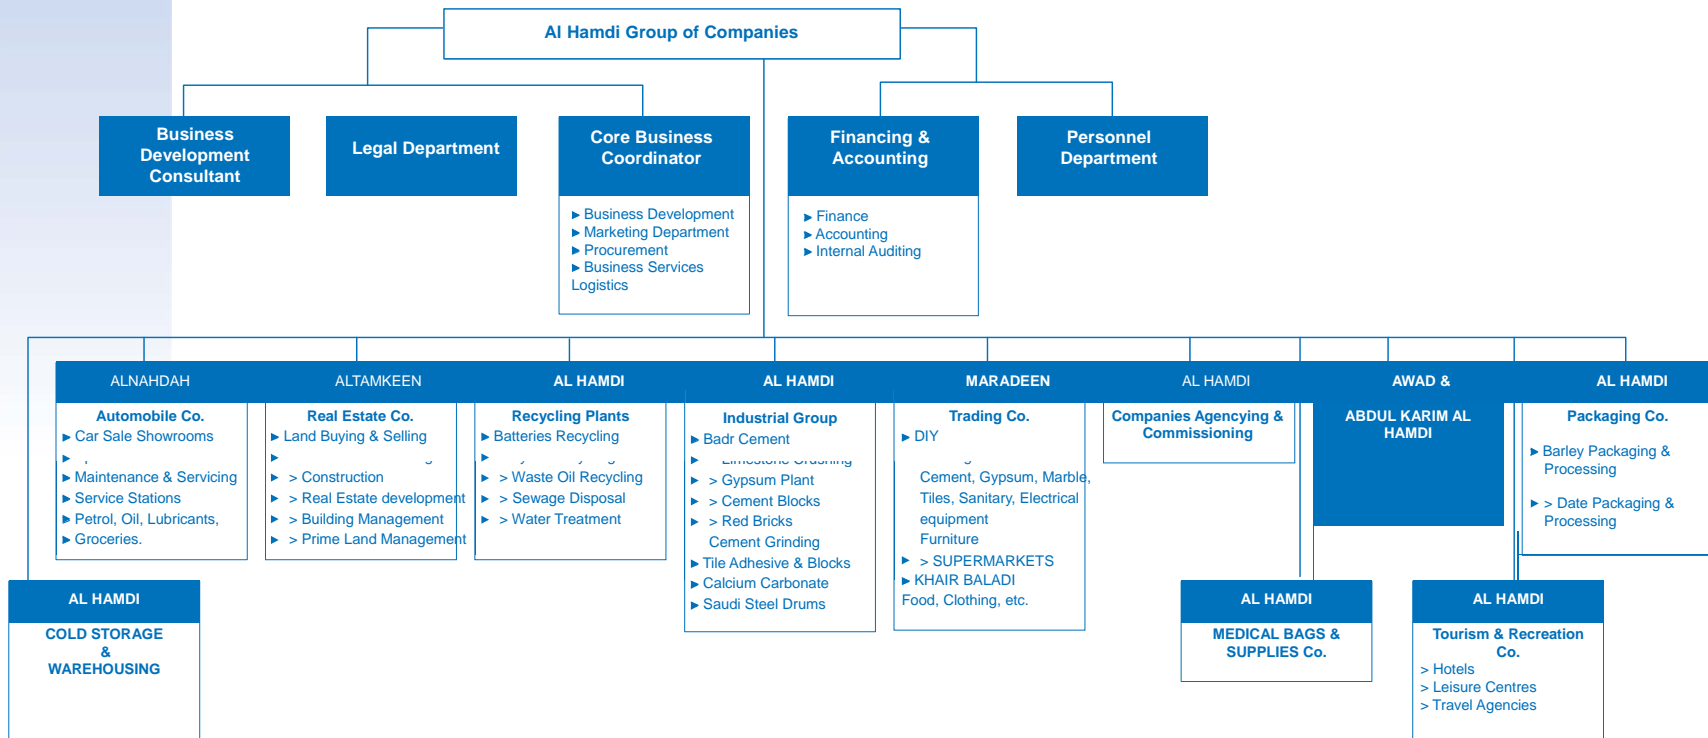 Al Hamdi Group of Companies
Business
Development
Consultant
Legal Department
Core Business
Coordinator
► Business Development
► Marketing Department
► Procurement
► Business Services
Logistics
Financing &
Accounting
► Finance
► Accounting
► Internal Auditing
Personnel
Department
ALNAHDAH
Automobile Co.
► Car Sale Showrooms
►
► Maintenance & Servicing
► Service Stations
► Petrol, Oil, Lubricants,
► Groceries.
ALTAMKEEN
Real Estate Co.
► Land Buying & Selling
►
► > Construction
► > Real Estate development
► > Building Management
► > Prime Land Management
AL HAMDI
Recycling Plants
► Batteries Recycling
►
► > Waste Oil Recycling
► > Sewage Disposal
► > Water Treatment
AL HAMDI
Industrial Group
► Badr Cement
► Limestone Crushing
► > Gypsum Plant
► > Cement Blocks
► > Red Bricks
Cement Grinding
► Tile Adhesive & Blocks
► Calcium Carbonate
► Saudi Steel Drums
MARADEEN
Trading Co.
► DIY
Cement, Gypsum, Marble,
Tiles, Sanitary, Electrical
equipment
Furniture
► > SUPERMARKETS
► KHAIR BALADI
Food, Clothing, etc.
AL HAMDI
Companies Agencying &
Commissioning
AWAD &
ABDUL KARIM AL
HAMDI
AL HAMDI
Packaging Co.
► Barley Packaging &
Processing
► > Date Packaging &
Processing
AL HAMDI
COLD STORAGE
&
WAREHOUSING
AL HAMDI
MEDICAL BAGS &
SUPPLIES Co.
AL HAMDI
Tourism & Recreation
Co.
> Hotels
> Leisure Centres
> Travel Agencies